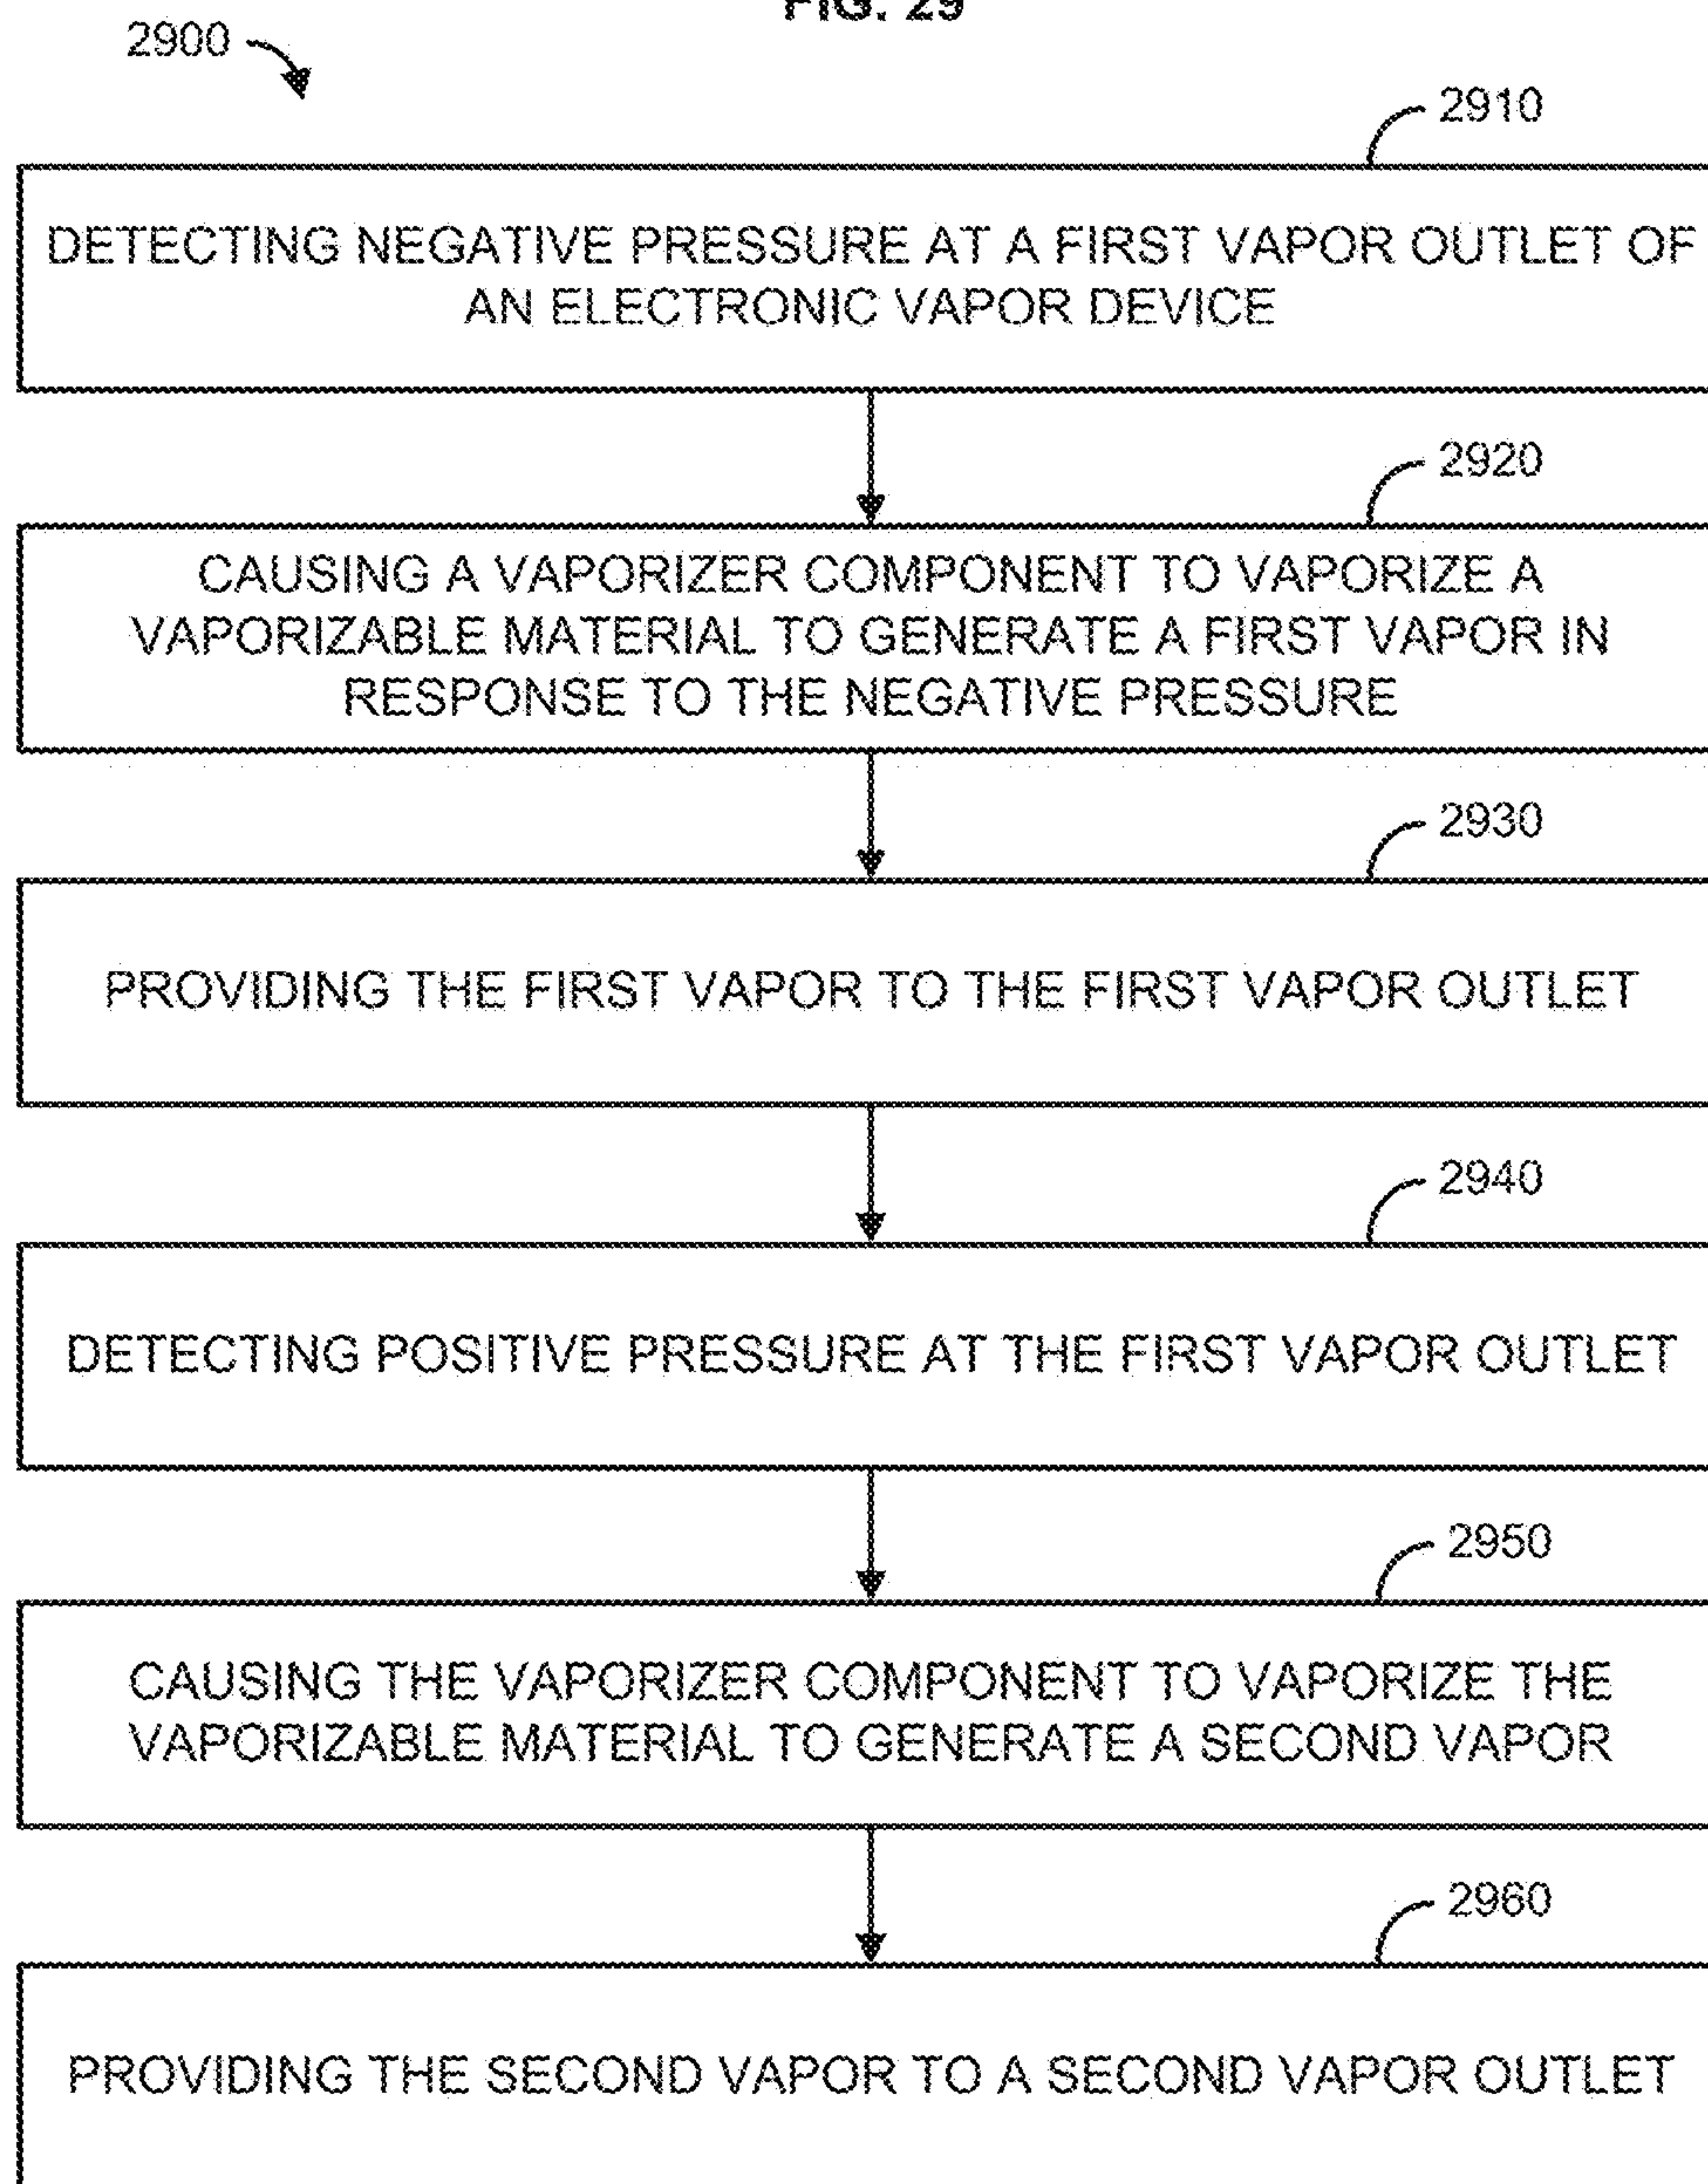 FIG. 29
2900
2910
DETECTING NEGATIVE PRESSURE AT A FIRST VAPOR OUTLET OF
AN ELECTRONIC VAPOR DEVICE
2920
CAUSING A VAPORIZER COMPONENT TO VAPORIZE A
VAPORIZABLE MATERIAL TO GENERATE A FIRST VAPOR IN
RESPONSE TO THE NEGATIVE PRESSURE
2930
PROVIDING THE FIRST VAPOR TO THE FIRST VAPOR OUTLET
2940
DETECTING POSITIVE PRESSURE AT THE FIRST VAPOR OUTLET
2950
CAUSING THE VAPORIZER COMPONENT TO VAPORIZE THE
VAPORIZABLE MATERIAL TO GENERATE A SECOND VAPOR
2960
PROVIDING THE SECOND VAPOR TO A SECOND VAPOR OUTLET